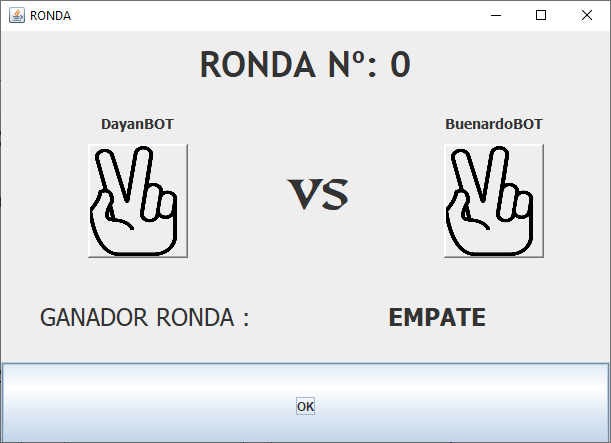 RONDA
RONDA Nº: 0
DayanBOT
BuenardoBOT
VS
GANADOR RONDA :
EMPATE
OK